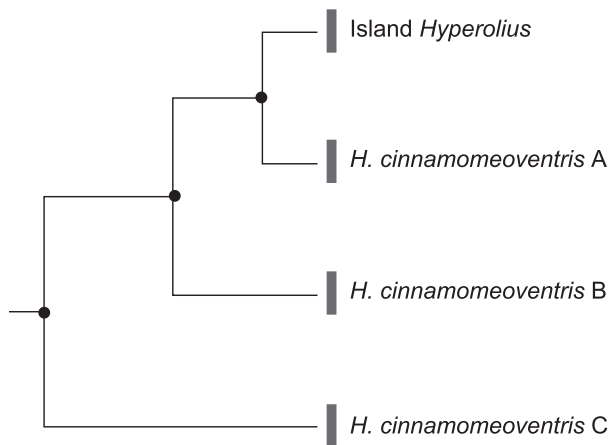 Island Hyperolius
H. cinnamomeoventris A
H. cinnamomeoventris B
H. cinnamomeoventris C